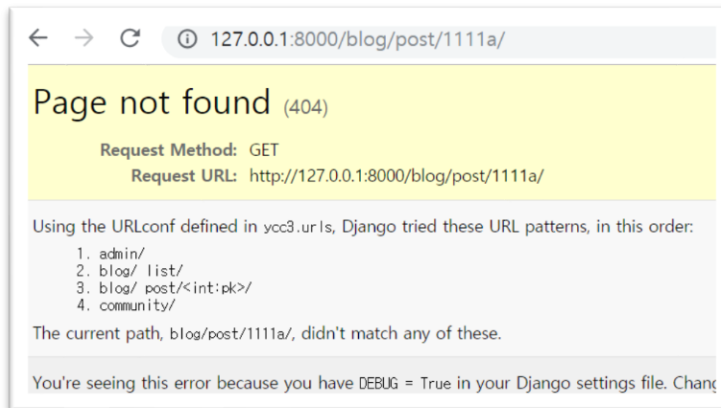 127.0.0.1:8000/blog/post/1111a/
Page not found (404)
Request Method: GET
Request URL: http://127.0.0.1:8000/blog/post/1111a/
Using the URLconf defined in ycc3.urls, Django tried these URL patterns, in this order:
1. admin/
2. blog/ list/
3. blog/ post/<int:pk>/
4. community/
The current path, blog/post/1111a/, didn't match any of these.
You're seeing this error because you have DEBUG = True in your Django settings file. Chang